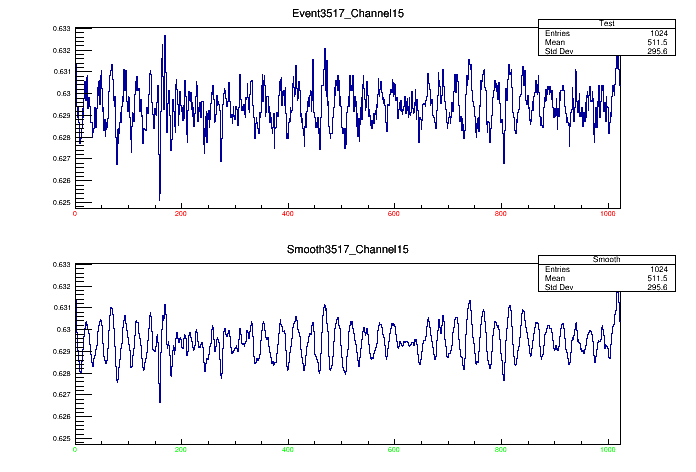 Event3517_Channel15
Test
Entries 1024
Mean 511.5
Std Dev 295.6
0.633
0.632
0.631
0.63
0.629
0.628
0.627
0.626
0.625
0 200 400 600 800 1000
Smooth3517_Channel15
Smooth
Entries 1024
Mean 511.5
Std Dev 295.6
0.633
0.632
0.631
0.63
0.629
0.628
0.627
0.626
0.625
0 200 400 600 800 1000